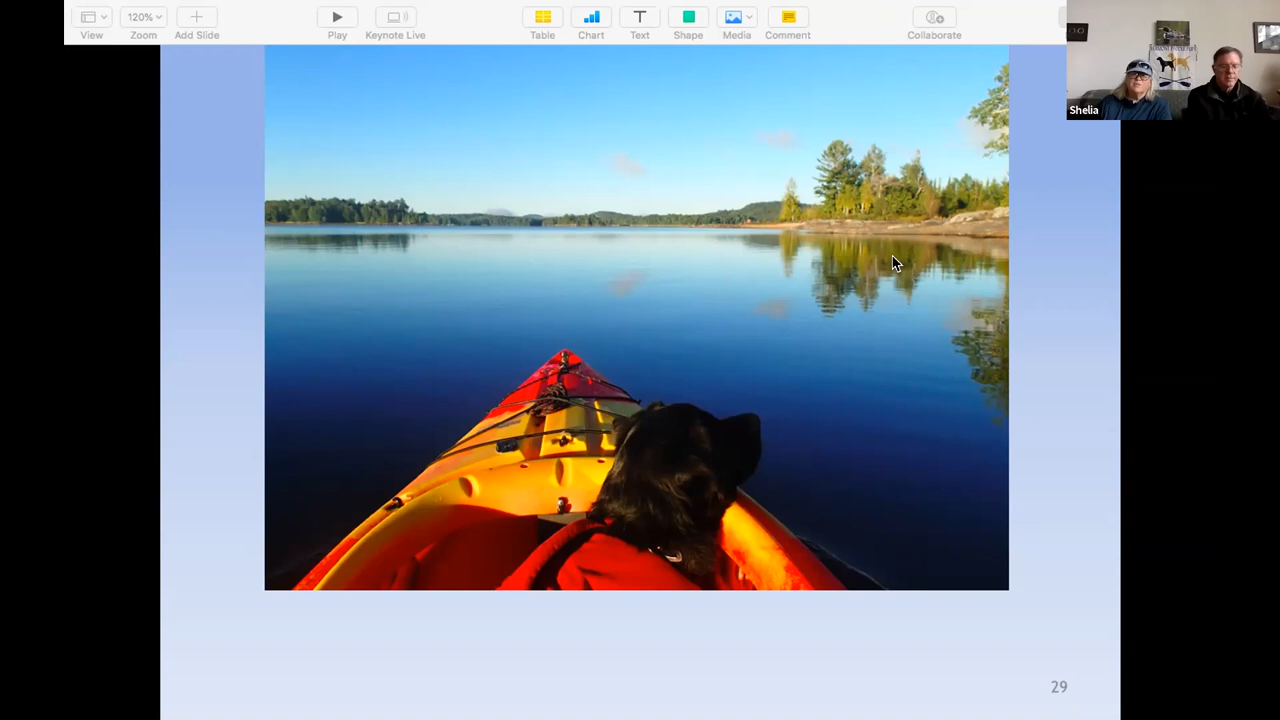 120%
View
Zoom
Add Slide
Play
Keynote Live
Table
Chart
Text
Shape
Media
Comment
Collaborate
Shelia
29